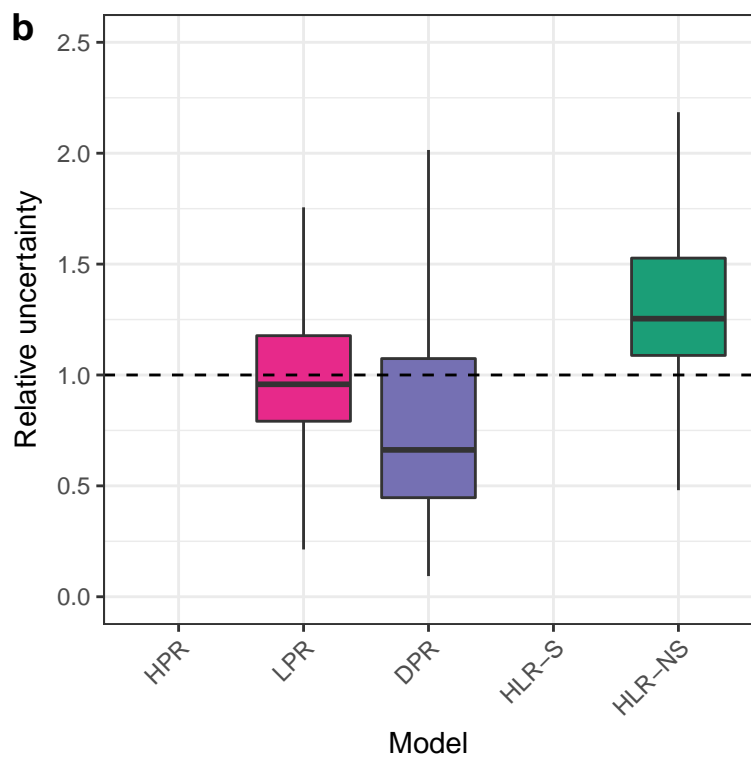 b
Relative uncertainty
2.5
2.0
1.5
1.0
0.5
0.0
HPR
LPR
DPR
HLR−S
HLR−NS
Model